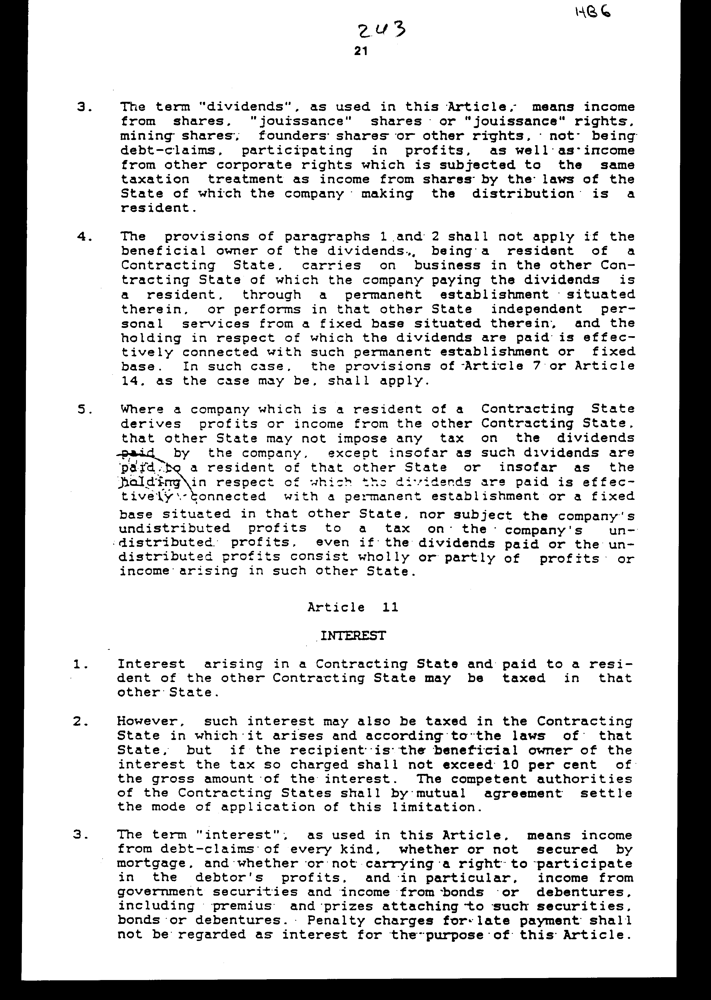 HB6
243
21
3. The term "dividends", as used in this Article, means income
from shares, "jouissance" shares or "jouissance" rights,
mining shares, founders shares or other rights, not being
debt-claims, participating in profits, as well as income
from other corporate rights which is subjected to the same
taxation treatment as income from shares by the laws of the
State of which the company making the distribution is a
resident.
4. The provisions of paragraphs 1 and 2 shall not apply if the
beneficial owner of the dividends, being a resident of a
Contracting State, carries on business in the other Con-
tracting State of which the company paying the dividends is
a resident, through a permanent establishment situated
therein, or performs in that other State independent per-
sonal services from a fixed base situated therein, and the
holding in respect of which the dividends are paid is effec-
tively connected with such permanent establishment or fixed
base. In such case, the provisions of Article 7 or Article
14, as the case may be, shall apply.
5. Where a company which is a resident of a Contracting State
derives profits or income from the other Contracting State,
that other State may not impose any tax on the dividends
paid by the company, except insofar as such dividends are
paid to a resident of that other State or insofar as the
holding in respect of which the dividends are paid is effec-
tively connected with a permanent establishment or a fixed
base situated in that other State, nor subject the company's
undistributed profits to a tax on the company's un-
distributed profits, even if the dividends paid or the un-
distributed profits consist wholly or partly of profits or
income arising in such other State.
Article 11
INTEREST
1. Interest arising in a Contracting State and paid to a resi-
dent of the other Contracting State may be taxed in that
other State.
2. However, such interest may also be taxed in the Contracting
State in which it arises and according to the laws of that
State, but if the recipient is the beneficial owner of the
interest the tax so charged shall not exceed 10 per cent of
the gross amount of the interest. The competent authorities
of the Contracting States shall by mutual agreement settle
the mode of application of this limitation.
3. The term "interest", as used in this Article, means income
from debt-claims of every kind, whether or not secured by
mortgage, and whether or not carrying a right to participate
in the debtor's profits, and in particular, income from
government securities and income from bonds or debentures,
including premius and prizes attaching to such securities,
bonds or debentures. Penalty charges for late payment shall
not be regarded as interest for the purpose of this Article.